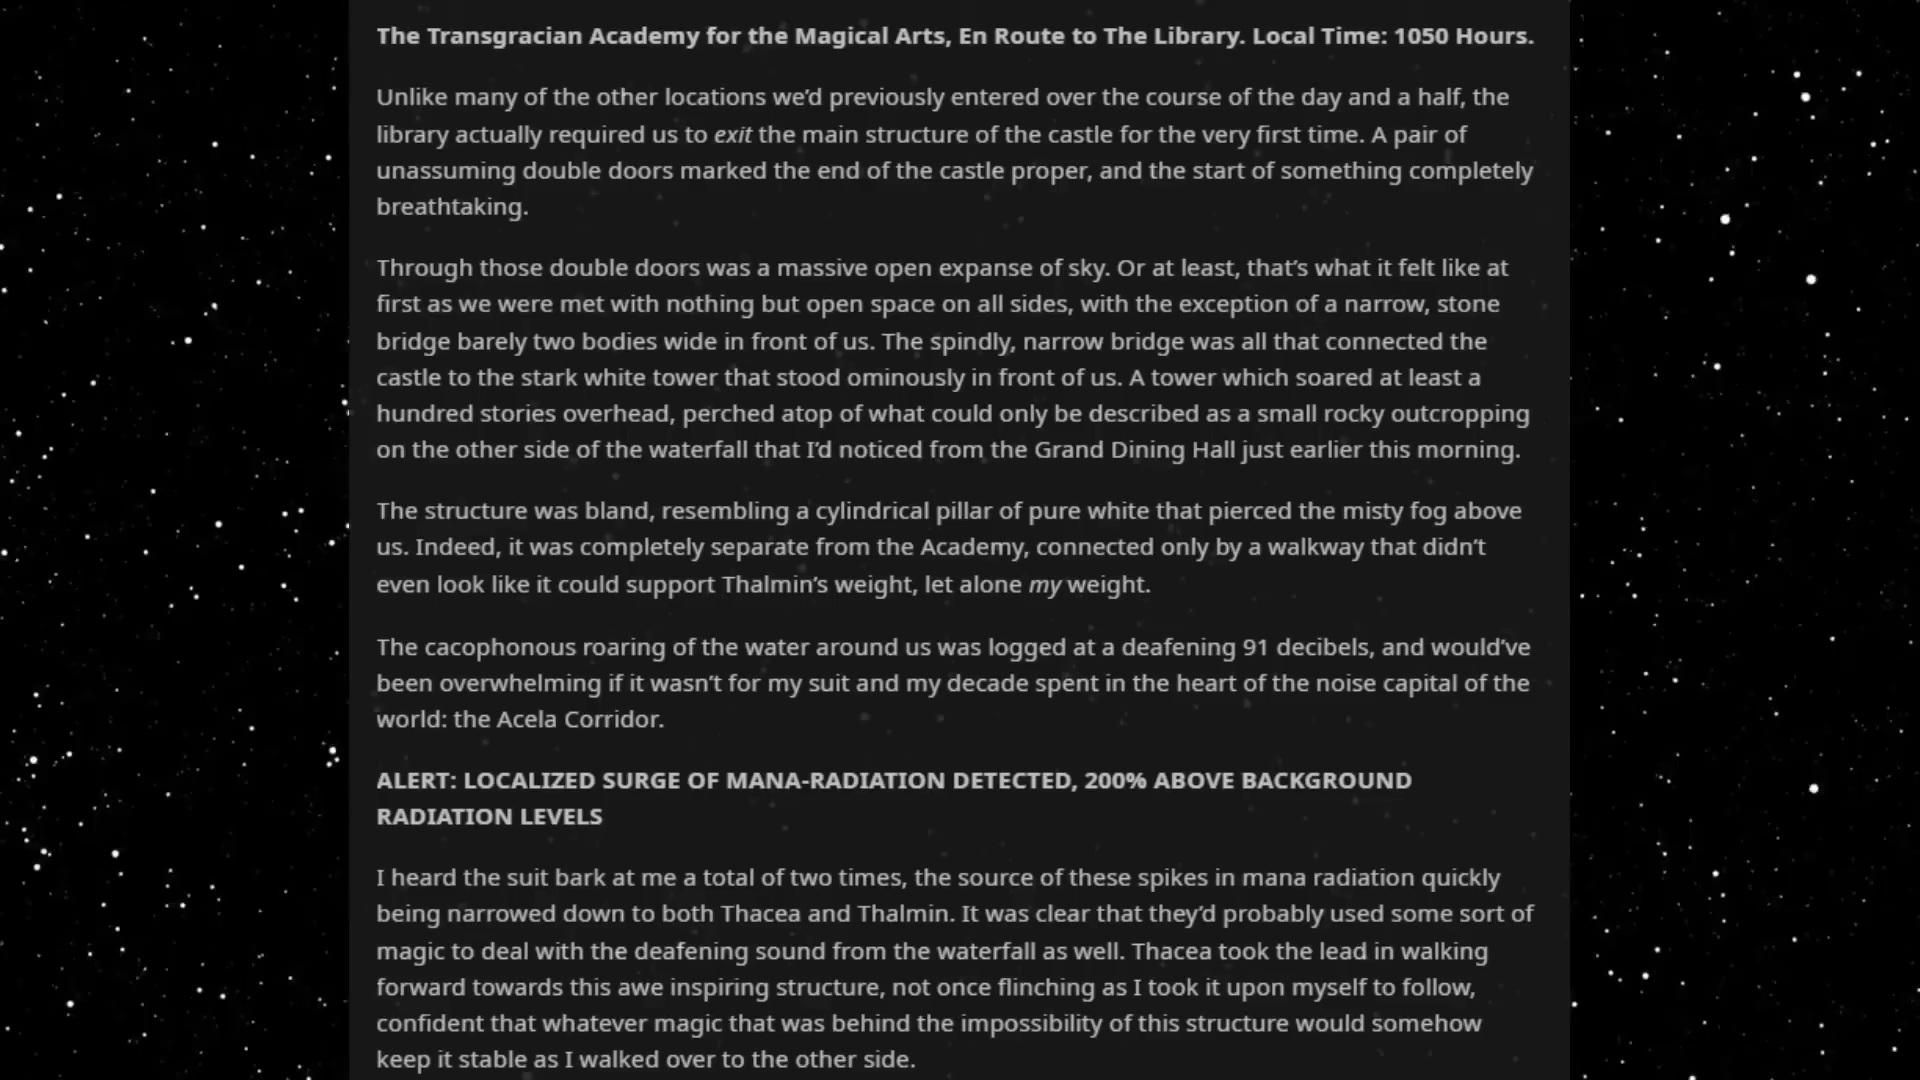 The Transgracian Academy for the Magical Arts, En Route to The Library. Local Time: 1050 Hours.
Unlike many of the other locations we’d previously entered over the course of the day and a half, the
library actually required us to exit the main structure of the castle for the very first time. A pair of
unassuming double doors marked the end of the castle proper, and the start of something completely
breathtaking.
Through those double doors was a massive open expanse of sky. Or at least, that’s what it felt like at
first as we were met with nothing but open space on all sides, with the exception of a narrow, stone
bridge barely two bodies wide in front of us. The spindly, narrow bridge was all that connected the
castle to the stark white tower that stood ominously in front of us. A tower which soared at least a
hundred stories overhead, perched atop of what could only be described as a small rocky outcropping
on the other side of the waterfall that I’d noticed from the Grand Dining Hall just earlier this morning.
The structure was bland, resembling a cylindrical pillar of pure white that pierced the misty fog above
us. Indeed, it was completely separate from the Academy, connected only by a walkway that didn’t
even look like it could support Thalmin’s weight, let alone my weight.
The cacophonous roaring of the water around us was logged at a deafening 91 decibels, and would’ve
been overwhelming if it wasn’t for my suit and my decade spent in the heart of the noise capital of the
world: the Acela Corridor.
ALERT: LOCALIZED SURGE OF MANA-RADIATION DETECTED, 200% ABOVE BACKGROUND
RADIATION LEVELS
I heard the suit bark at me a total of two times, the source of these spikes in mana radiation quickly
being narrowed down to both Thacea and Thalmin. It was clear that they’d probably used some sort of
magic to deal with the deafening sound from the waterfall as well. Thacea took the lead in walking
forward towards this awe inspiring structure, not once flinching as I took it upon myself to follow,
confident that whatever magic that was behind the impossibility of this structure would somehow
keep it stable as I walked over to the other side.